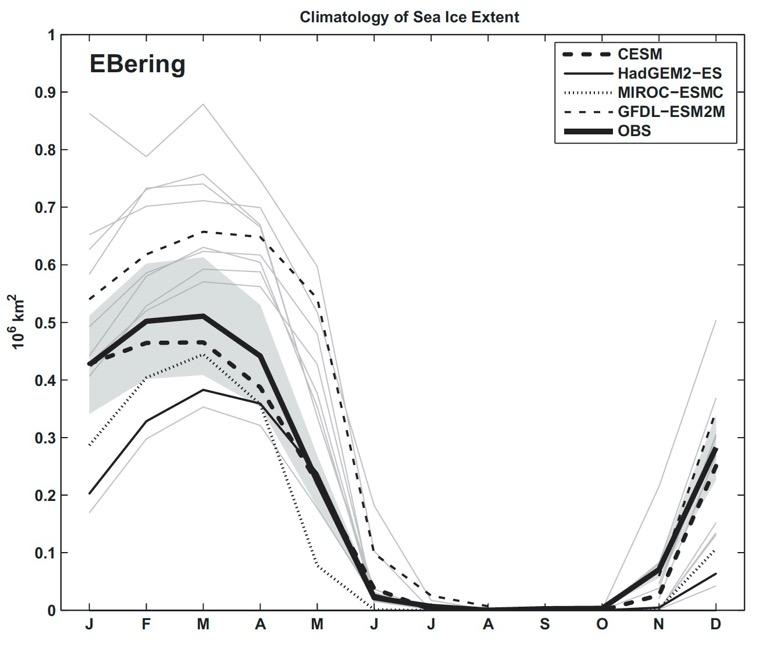 Climatology of Sea Ice Extent
EBering
CESM
HadGEM2−ES
MIROC−ESMC
GFDL−ESM2M
OBS
1
0.9
0.8
0.7
0.6
0.5
0.4
0.3
0.2
0.1
0
10⁶ km²
J F M A M J J A S O N D